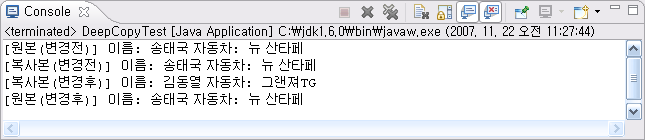 Console
<terminated> DeepCopyTest [Java Application] C:₩jdk1.6.0₩bin₩javaw.exe (2007. 11. 22 오전 11:27:44)
[원본(변경전)] 이름: 송태국 자동차: 뉴 산타페
[복사본(변경전)] 이름: 송태국 자동차: 뉴 산타페
[복사본(변경후)] 이름: 김동열 자동차: 그랜져TG
[원본(변경후)] 이름: 송태국 자동차: 뉴 산타페